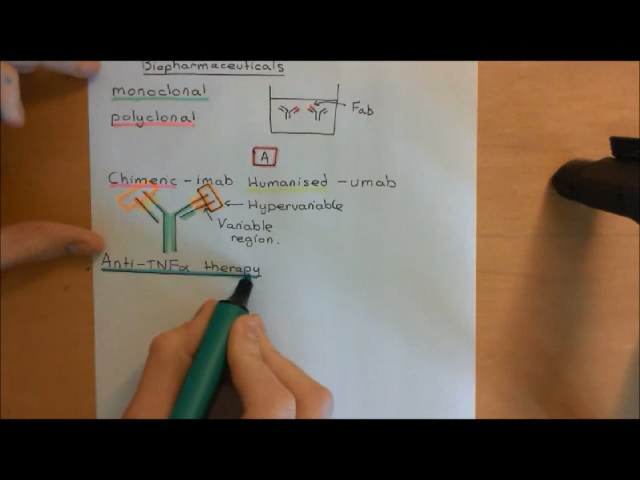 Biopharmaceuticals
monoclonal
polyclonal
Fab
A
Chimeric -imab Humanised -umab
Hypervariable
Variable
region.
Anti-TNFα therapy